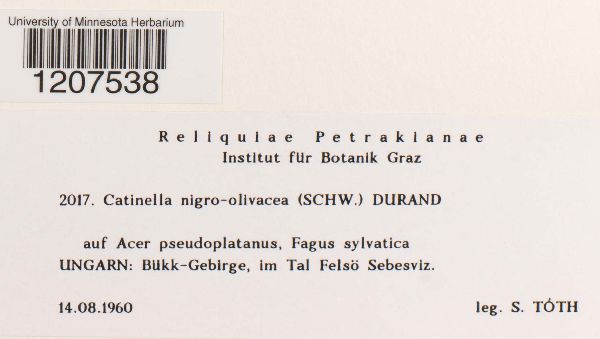 University of Minnesota Herbarium
1207538
Reliquiae Petrakianae
Institut für Botanik Graz
2017. Catinella nigro-olivacea (SCHW.) DURAND
auf Acer pseudoplatanus, Fagus sylvatica
UNGARN: Bükk-Gebirge, im Tal Felsö Sebesviz.
14.08.1960 leg. S. TÓTH